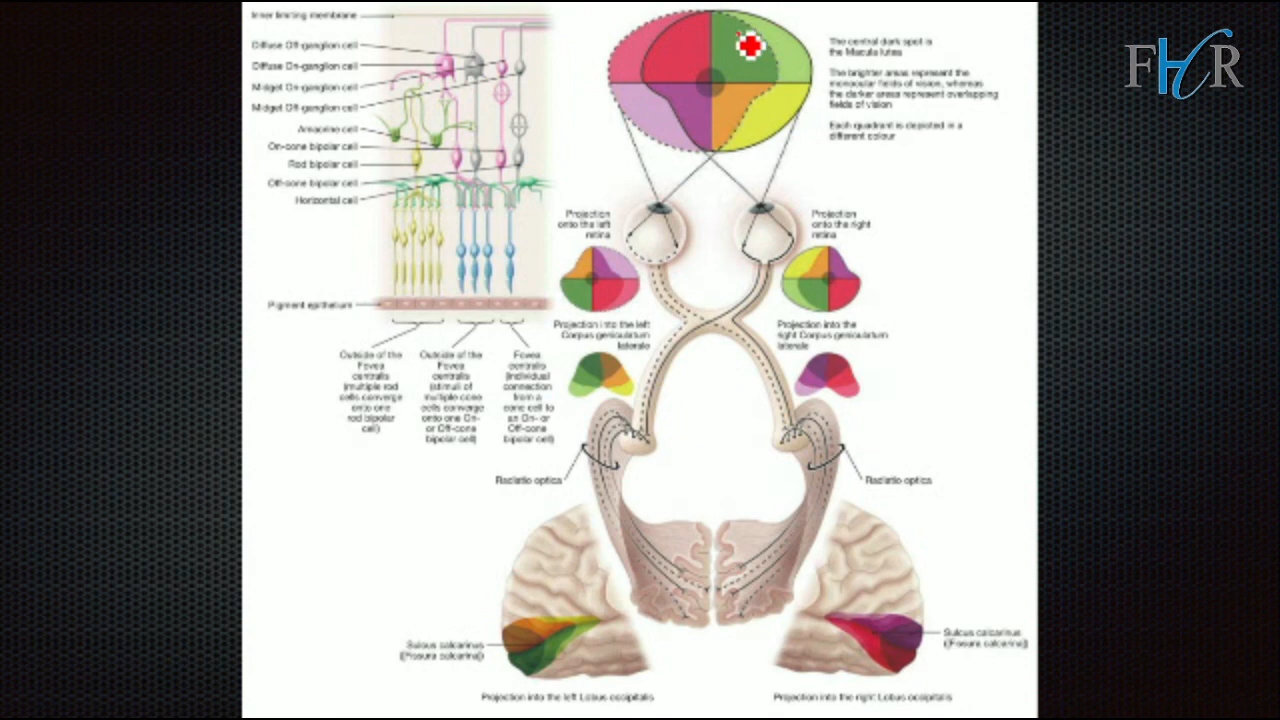 FHR
Inner limiting membrane
Diffuse Off-ganglion cell
Diffuse On-ganglion cell
Midget On-ganglion cell
Midget Off-ganglion cell
Amacrine cell
On-cone bipolar cell
Rod bipolar cell
Off-cone bipolar cell
Horizontal cell
Pigment epithelium
Outside of the
Fovea
centralis
(multiple rod
cells converge
onto one
rod bipolar
cell)
Outside of the
Fovea
centralis
(stimuli of
multiple cone
cells converge
onto one On-
or Off-cone
bipolar cell)
Fovea
centralis
(individual
connection
from a
cone cell to
an On- or
Off-cone
bipolar cell)
The central dark spot is
the Macula lutea
The brighter areas represent the
monocular fields of vision, whereas
the darker areas represent overlapping
fields of vision
Each quadrant is depicted in a
different colour
Projection
onto the left
retina
Projection
onto the right
retina
Projection into the left
Corpus geniculatum
laterale
Projection into the
right Corpus geniculatum
laterale
Radiatio optica
Radiatio optica
Sulcus calcarinus
([Fissura calcarina])
Sulcus calcarinus
([Fissura calcarina])
Projection into the left Lobus occipitalis
Projection into the right Lobus occipitalis